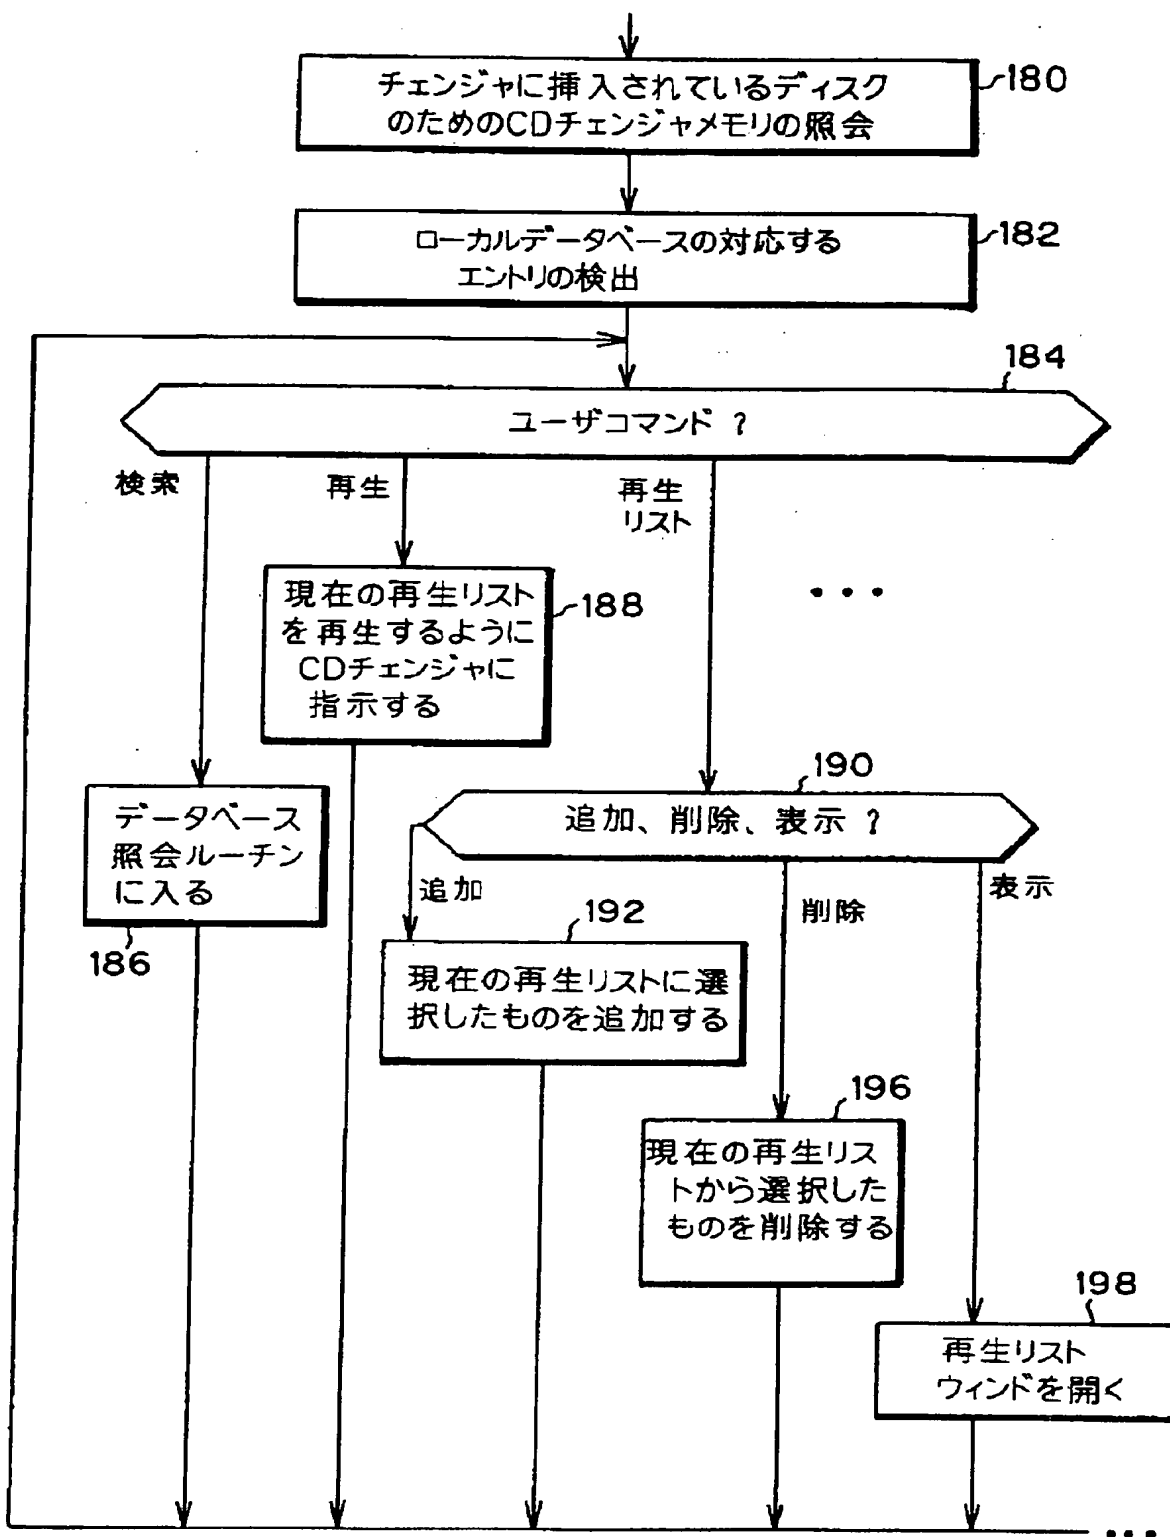 チェンジャに挿入されているディスク
のためのCDチェンジャメモリの照会
180
ローカルデータベースの対応する
エントリの検出
182
184
ユーザコマンド ?
検索
再生
再生
リスト
現在の再生リスト
を再生するように
CDチェンジャに
指示する
188
• • •
190
追加、削除、表示 ?
データベース
照会ルーチン
に入る
186
追加
削除
表示
192
現在の再生リストに選
択したものを追加する
196
現在の再生リス
トから選択した
ものを削除する
198
再生リスト
ウィンドを開く
• • •